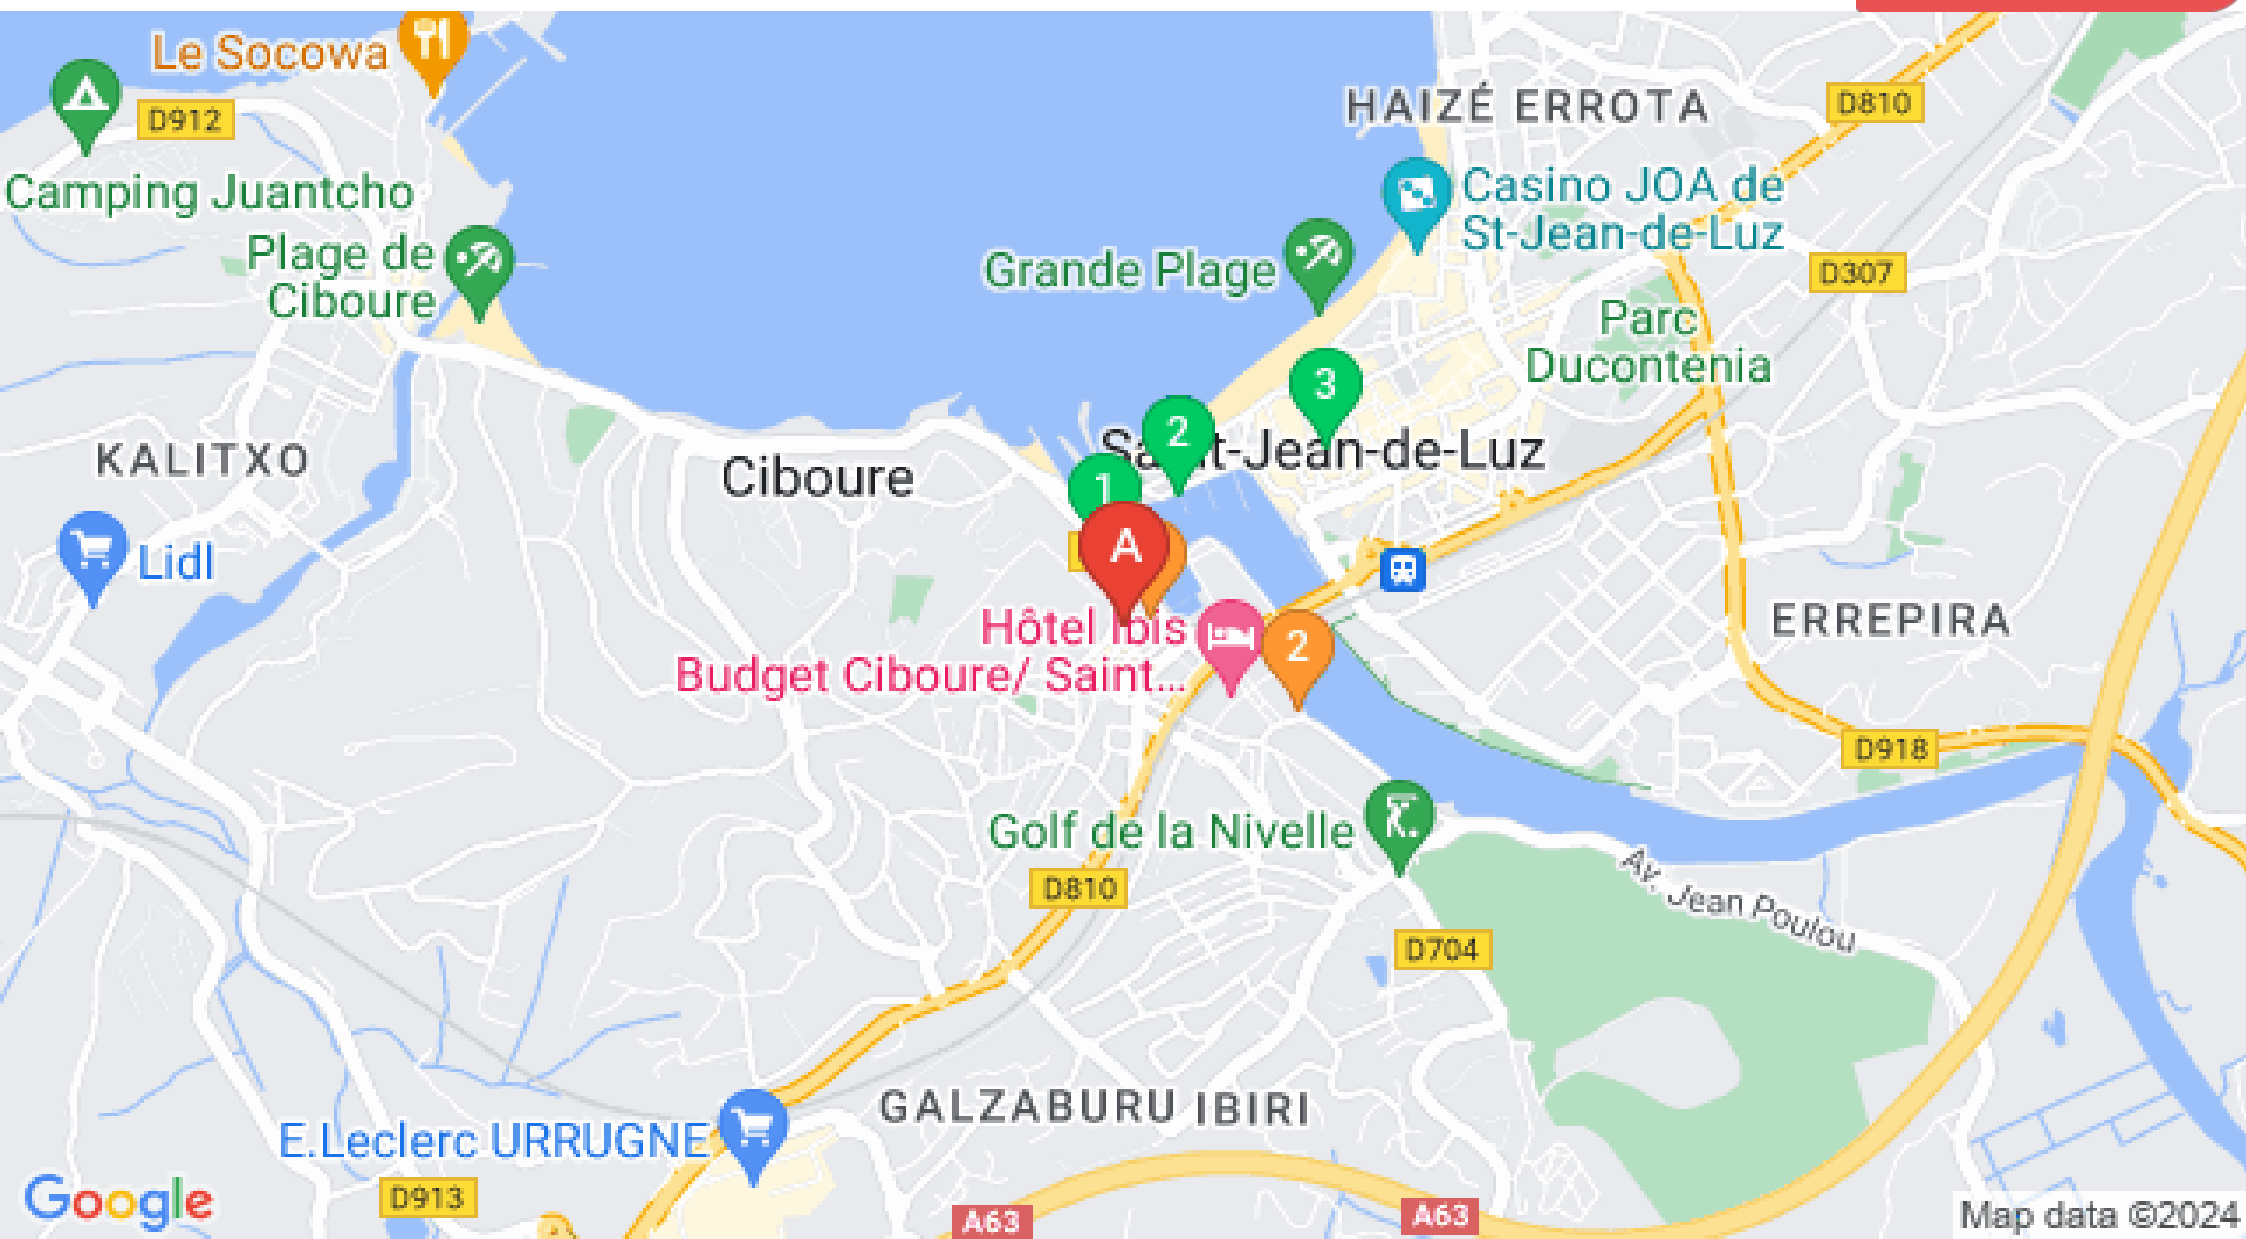 Le Socowa
D912
HAIZÉ ERROTA
D810
Camping Juantcho
Casino JOA de
St-Jean-de-Luz
Plage de
Ciboure
Grande Plage
D307
Parc
Ducontenia
3
2
KALITXO
Saint-Jean-de-Luz
Ciboure
1
A
Lidl
Hôtel Ibis
Budget Ciboure/ Saint...
2
ERREPIRA
D918
Golf de la Nivelle
D810
Av. Jean Poulou
D704
GALZABURU IBIRI
E.Leclerc URRUGNE
Google
D913
A63
A63
Map data ©2024